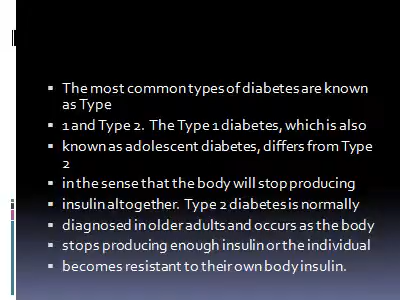 ▪ The most common types of diabetes are known
as Type
▪ 1 and Type 2. The Type 1 diabetes, which is also
▪ known as adolescent diabetes, differs from Type
2
▪ in the sense that the body will stop producing
▪ insulin altogether. Type 2 diabetes is normally
▪ diagnosed in older adults and occurs as the body
▪ stops producing enough insulin or the individual
▪ becomes resistant to their own body insulin.